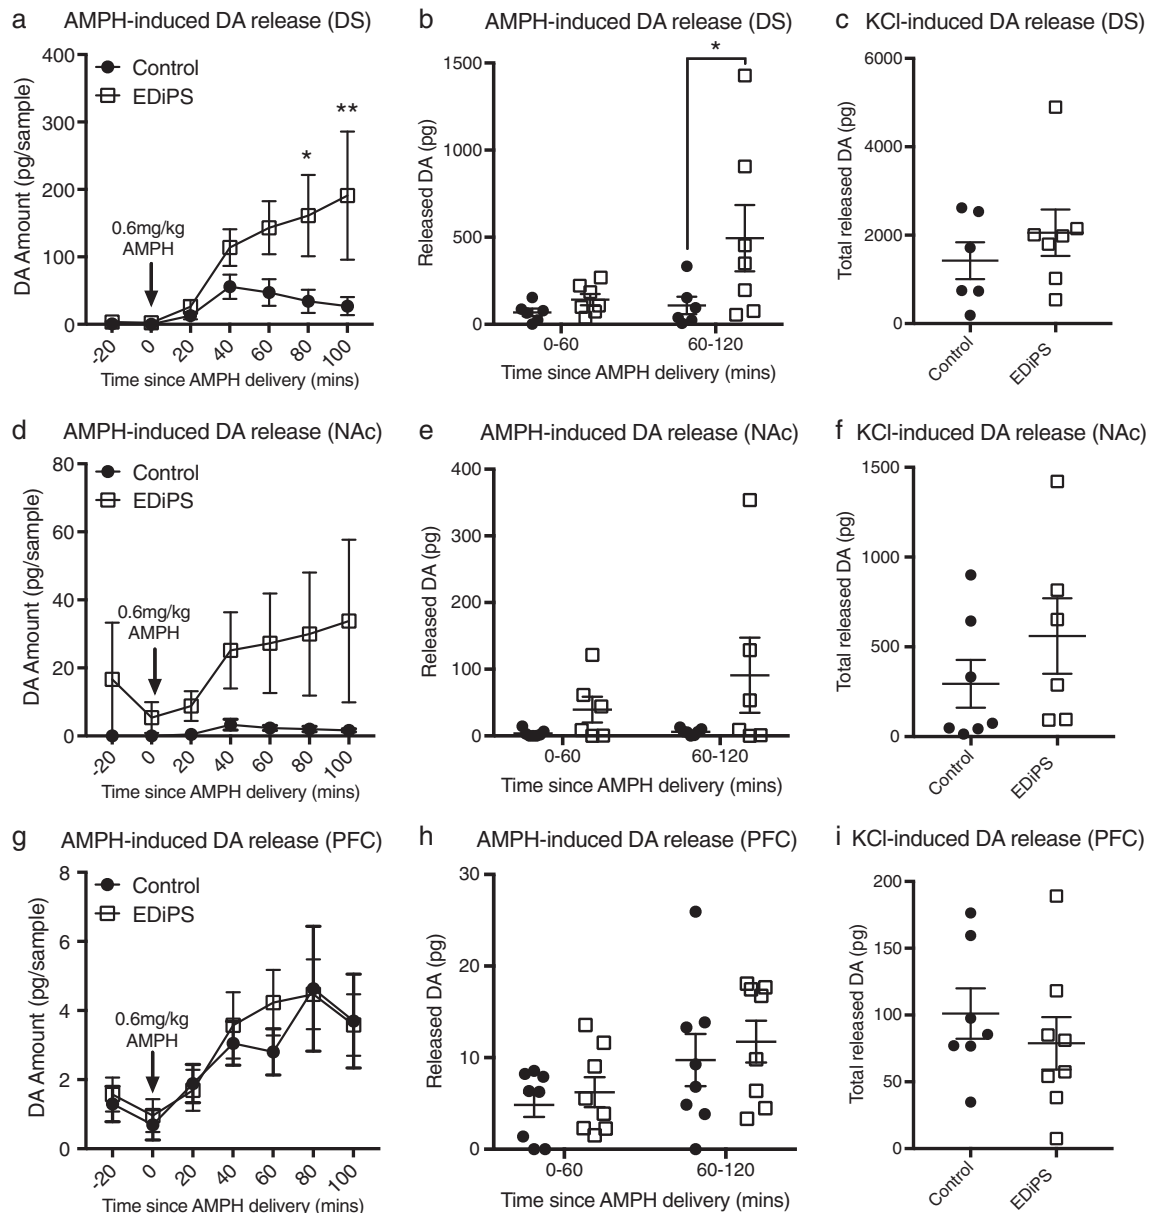 a AMPH-induced DA release (DS)
400
300
200
100
0
DA Amount (pg/sample)
Control
EDiPS
0.6mg/kg
AMPH
*
**
-20 0 20 40 60 80 100
Time since AMPH delivery (mins)
b AMPH-induced DA release (DS)
1500
1000
500
0
Released DA (pg)
*
0-60 60-120
Time since AMPH delivery (mins)
c KCl-induced DA release (DS)
6000
4000
2000
0
Total released DA (pg)
Control EDiPS
d AMPH-induced DA release (NAc)
80
60
40
20
0
DA Amount (pg/sample)
Control
EDiPS
0.6mg/kg
AMPH
-20 0 20 40 60 80 100
Time since AMPH delivery (mins)
e AMPH-induced DA release (NAc)
400
300
200
100
0
Released DA (pg)
0-60 60-120
Time since AMPH delivery (mins)
f KCl-induced DA release (NAc)
1500
1000
500
0
Total released DA (pg)
Control EDiPS
g AMPH-induced DA release (PFC)
8
6
4
2
0
DA Amount (pg/sample)
Control
EDiPS
0.6mg/kg
AMPH
-20 0 20 40 60 80 100
Time since AMPH delivery (mins)
h AMPH-induced DA release (PFC)
30
20
10
0
Released DA (pg)
0-60 60-120
Time since AMPH delivery (mins)
i KCl-induced DA release (PFC)
200
150
100
50
0
Total released DA (pg)
Control EDiPS